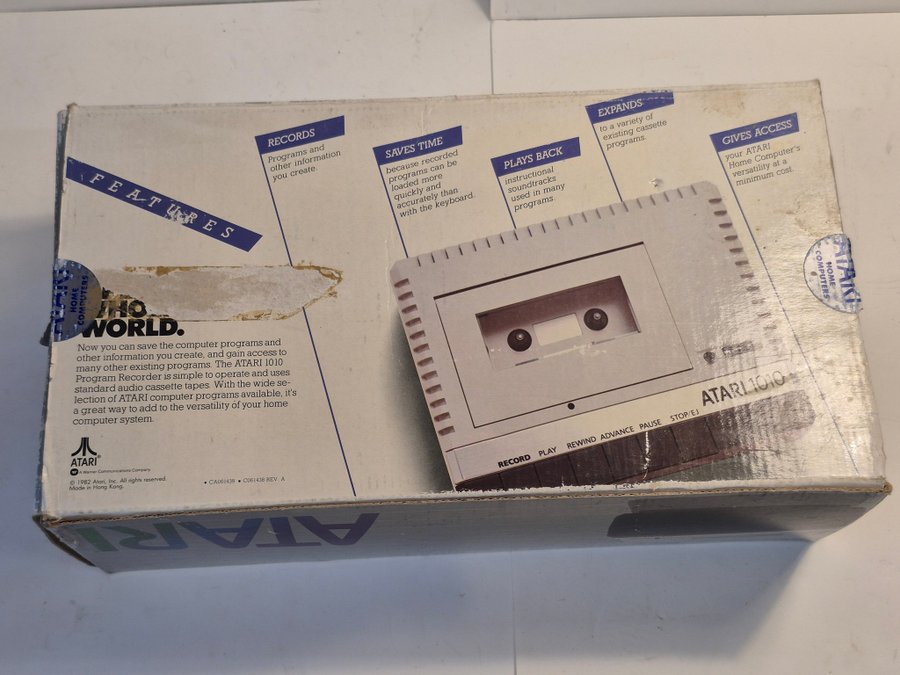 FEATURES
RECORDS
Programs and
other information
you create.
SAVES TIME
because recorded
programs can be
loaded more
quickly and
accurately than
with the keyboard.
PLAYS BACK
instructional
soundtracks
used in many
programs.
EXPANDS
to a variety of
existing cassette
programs.
GIVES ACCESS
your ATARI
Home Computer's
versatility at a
minimum cost.
WORLD.
Now you can save the computer programs and
other information you create, and gain access to
many other existing programs. The ATARI 1010
Program Recorder is simple to operate and uses
standard audio cassette tapes. With the wide se-
lection of ATARI computer programs available, it's
a great way to add to the versatility of your home
computer system.
ATARI®
A Warner Communications Company
© 1982 Atari, Inc. All rights reserved.
Made in Hong Kong.
• CA061438 • C061438 REV. A
ATARI
HOME
COMPUTERS
ATARI
HOME
COMPUTERS
ATARI 1010
RECORD PLAY REWIND ADVANCE PAUSE STOP/EJ
ATARI